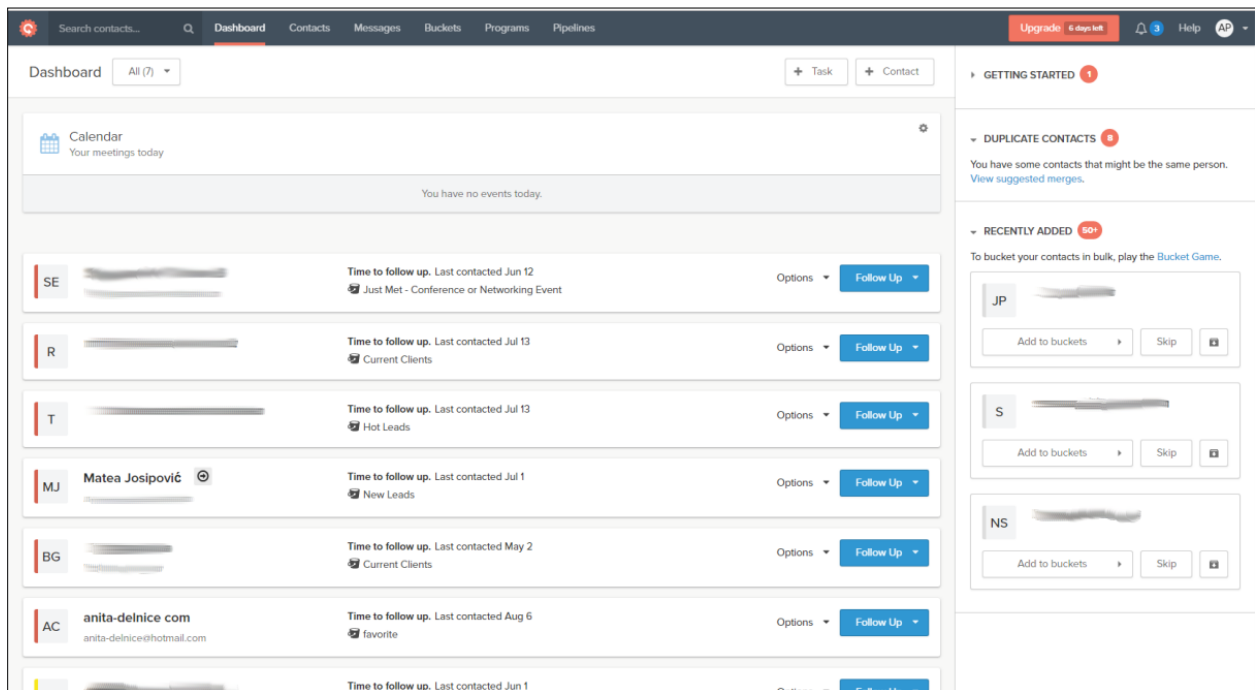 Search contacts...
Dashboard
Contacts
Messages
Buckets
Programs
Pipelines
Upgrade 6 days left
3
Help
AP
Dashboard
All (7)
+ Task
+ Contact
Calendar
Your meetings today
You have no events today.
SE
Time to follow up. Last contacted Jun 12
Just Met - Conference or Networking Event
Options
Follow Up
R
Time to follow up. Last contacted Jul 13
Current Clients
Options
Follow Up
T
Time to follow up. Last contacted Jul 13
Hot Leads
Options
Follow Up
MJ
Matea Josipović
Time to follow up. Last contacted Jul 1
New Leads
Options
Follow Up
BG
Time to follow up. Last contacted May 2
Current Clients
Options
Follow Up
AC
anita-delnice com
anita-delnice@hotmail.com
Time to follow up. Last contacted Aug 6
favorite
Options
Follow Up
Time to follow up. Last contacted Jun 1
GETTING STARTED 1
DUPLICATE CONTACTS 8
You have some contacts that might be the same person.
View suggested merges.
RECENTLY ADDED 50+
To bucket your contacts in bulk, play the Bucket Game.
JP
Add to buckets
Skip
S
Add to buckets
Skip
NS
Add to buckets
Skip